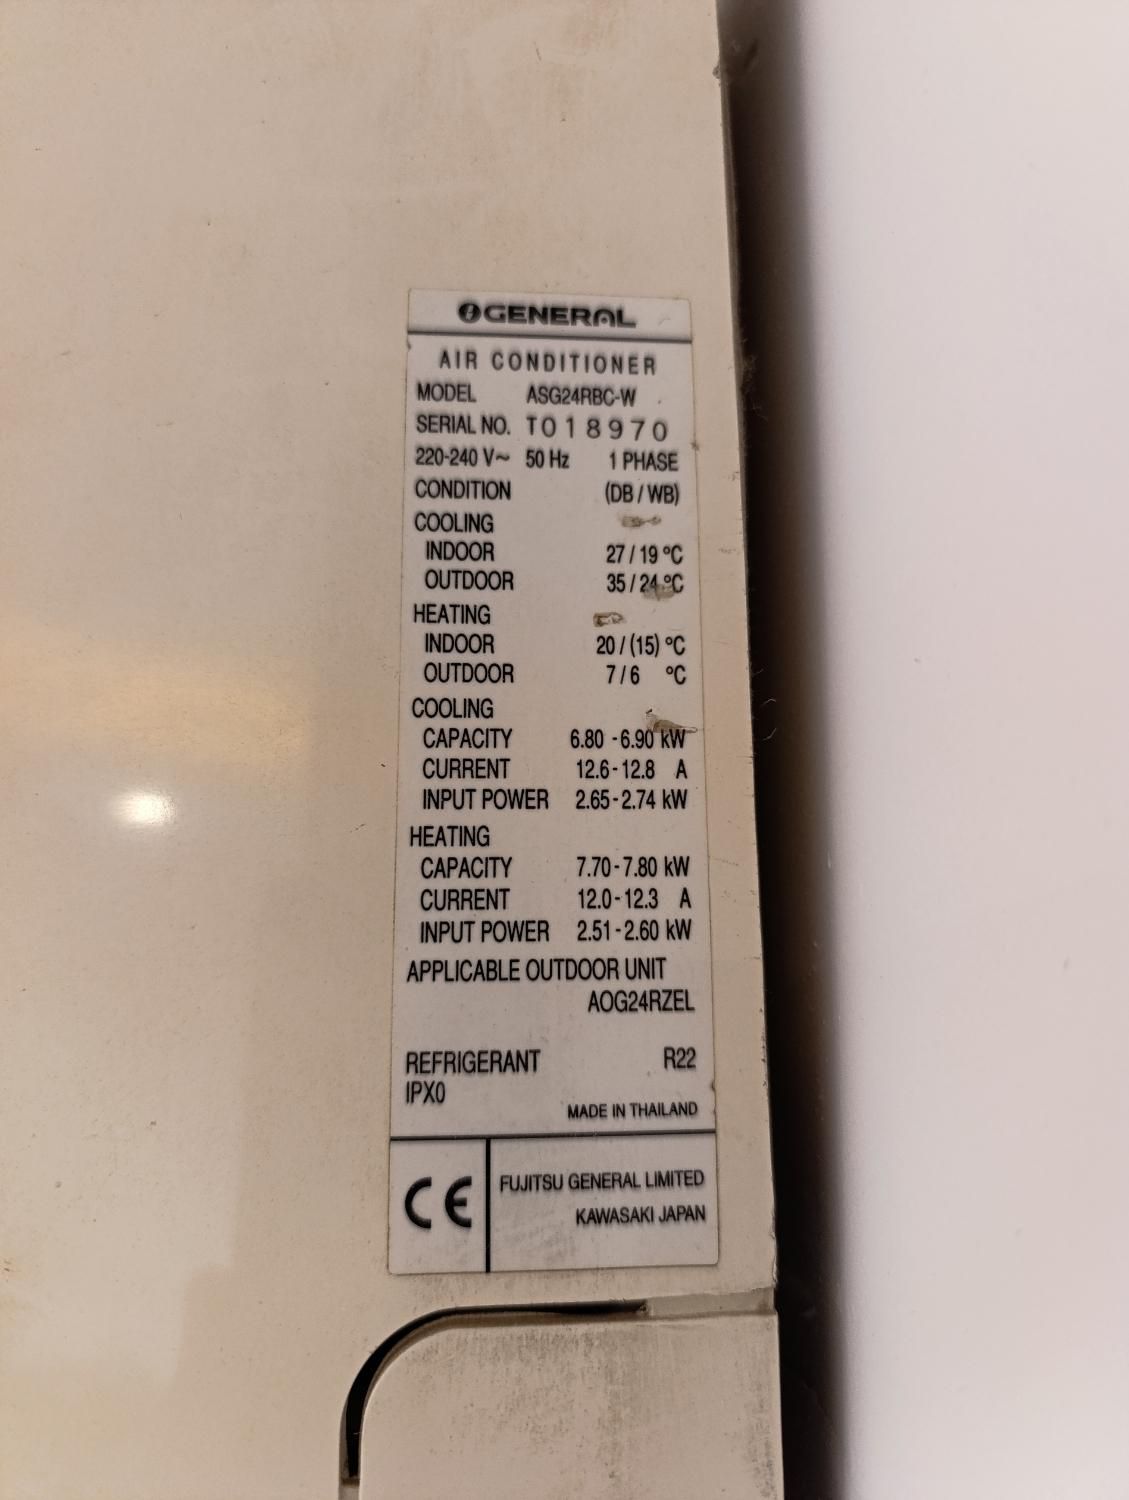 GENERAL
AIR CONDITIONER
MODEL ASG24RBC-W
SERIAL NO. T018970
220-240 V~ 50 Hz 1 PHASE
CONDITION (DB / WB)
COOLING
INDOOR 27 / 19 °C
OUTDOOR 35 / 24 °C
HEATING
INDOOR 20 / (15) °C
OUTDOOR 7 / 6 °C
COOLING
CAPACITY 6.80 - 6.90 kW
CURRENT 12.6 - 12.8 A
INPUT POWER 2.65 - 2.74 kW
HEATING
CAPACITY 7.70 - 7.80 kW
CURRENT 12.0 - 12.3 A
INPUT POWER 2.51 - 2.60 kW
APPLICABLE OUTDOOR UNIT
AOG24RZEL
REFRIGERANT R22
IPX0
MADE IN THAILAND
CE
FUJITSU GENERAL LIMITED
KAWASAKI JAPAN